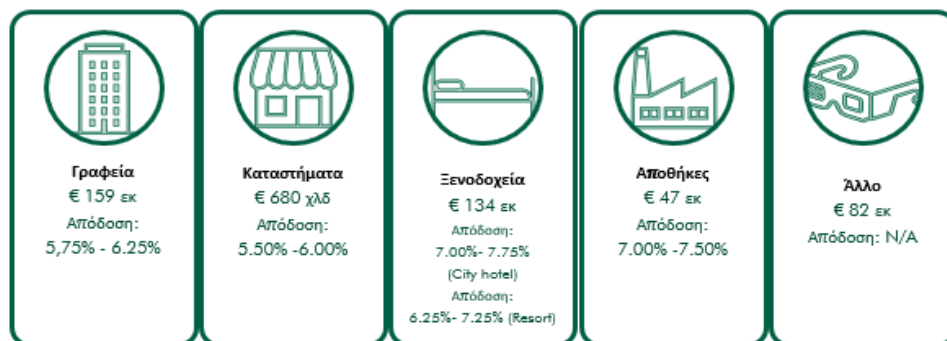 Γραφεία
€ 159 εκ
Απόδοση:
5,75% - 6.25%
Καταστήματα
€ 680 χλδ
Απόδοση:
5.50% -6.00%
Ξενοδοχεία
€ 134 εκ
Απόδοση:
7.00%- 7.75%
(City hotel)
Απόδοση:
6.25%- 7.25% (Resort)
Αποθήκες
€ 47 εκ
Απόδοση:
7.00% -7.50%
Άλλο
€ 82 εκ
Απόδοση: N/A